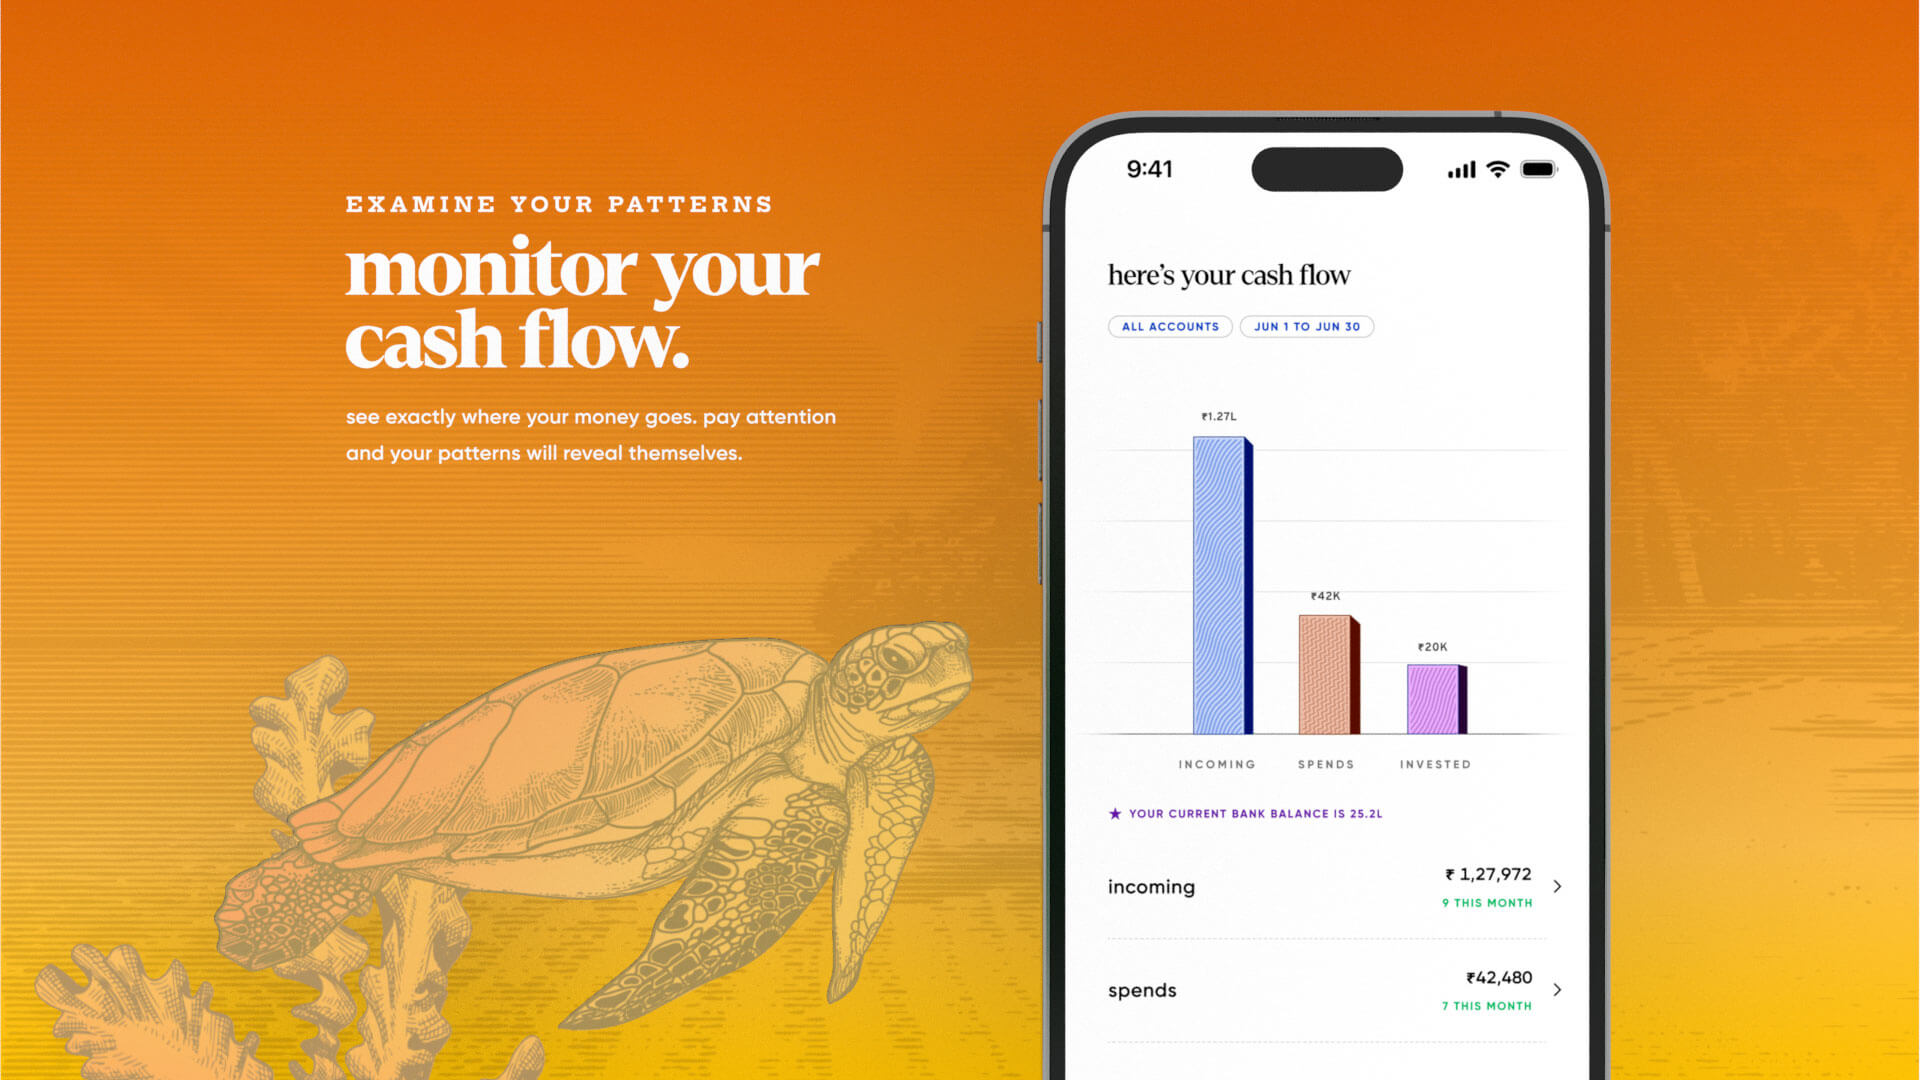 EXAMINE YOUR PATTERNS
monitor your
cash flow.
see exactly where your money goes. pay attention
and your patterns will reveal themselves.
9:41
here's your cash flow
ALL ACCOUNTS JUN 1 TO JUN 30
₹1.27L
₹42K
₹20K
INCOMING SPENDS INVESTED
★ YOUR CURRENT BANK BALANCE IS 25.2L
incoming ₹ 1,27,972
9 THIS MONTH
spends ₹42,480
7 THIS MONTH